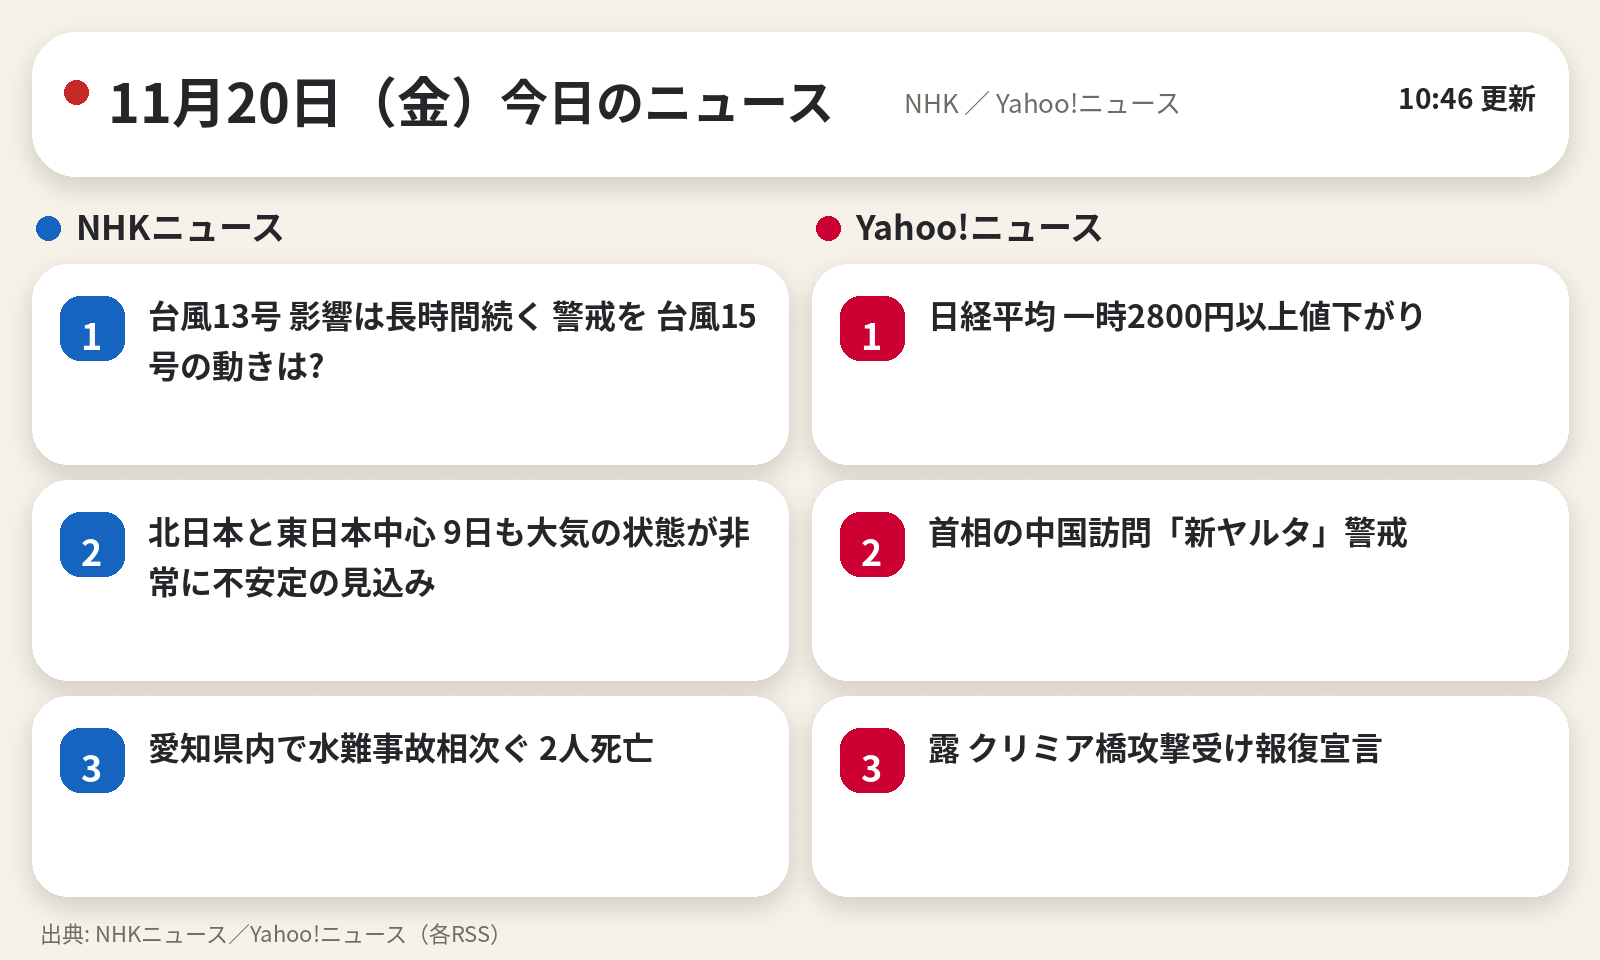 11月20日（金）今日のニュース
NHK ／ Yahoo!ニュース
10:46 更新
NHKニュース
1
台風13号 影響は長時間続く 警戒を 台風15
号の動きは?
2
北日本と東日本中心 9日も大気の状態が非
常に不安定の見込み
3
愛知県内で水難事故相次ぐ 2人死亡
Yahoo!ニュース
1
日経平均 一時2800円以上値下がり
2
首相の中国訪問「新ヤルタ」警戒
3
露 クリミア橋攻撃受け報復宣言
出典: NHKニュース／Yahoo!ニュース（各RSS）